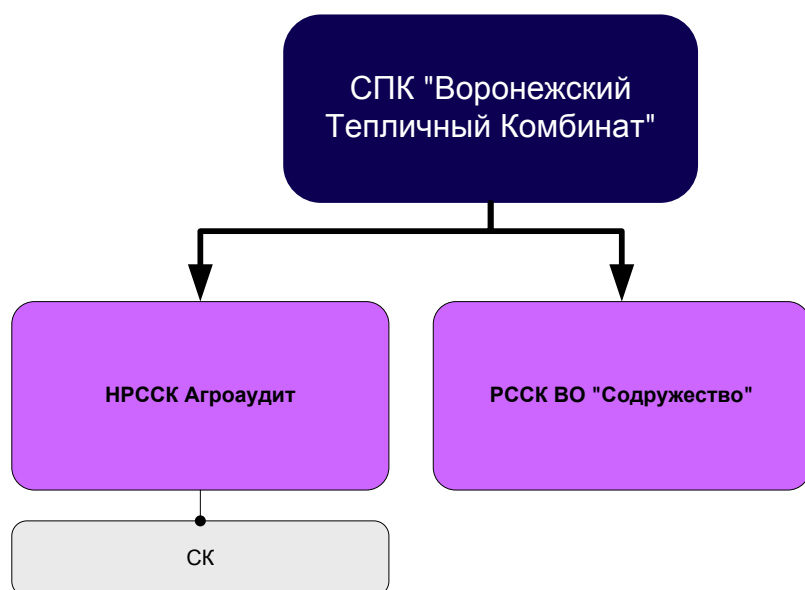 СПК "Воронежский
Тепличный Комбинат"
НРССК Агроаудит
РССК ВО "Содружество"
СК